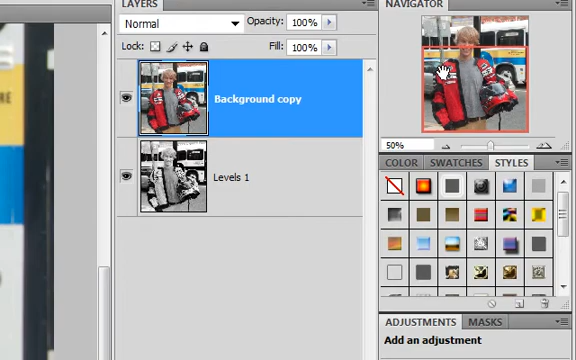 LAYERS
Normal
Opacity: 100%
Lock:
Fill: 100%
Background copy
Levels 1
NAVIGATOR
50%
COLOR SWATCHES STYLES
ADJUSTMENTS MASKS
Add an adjustment